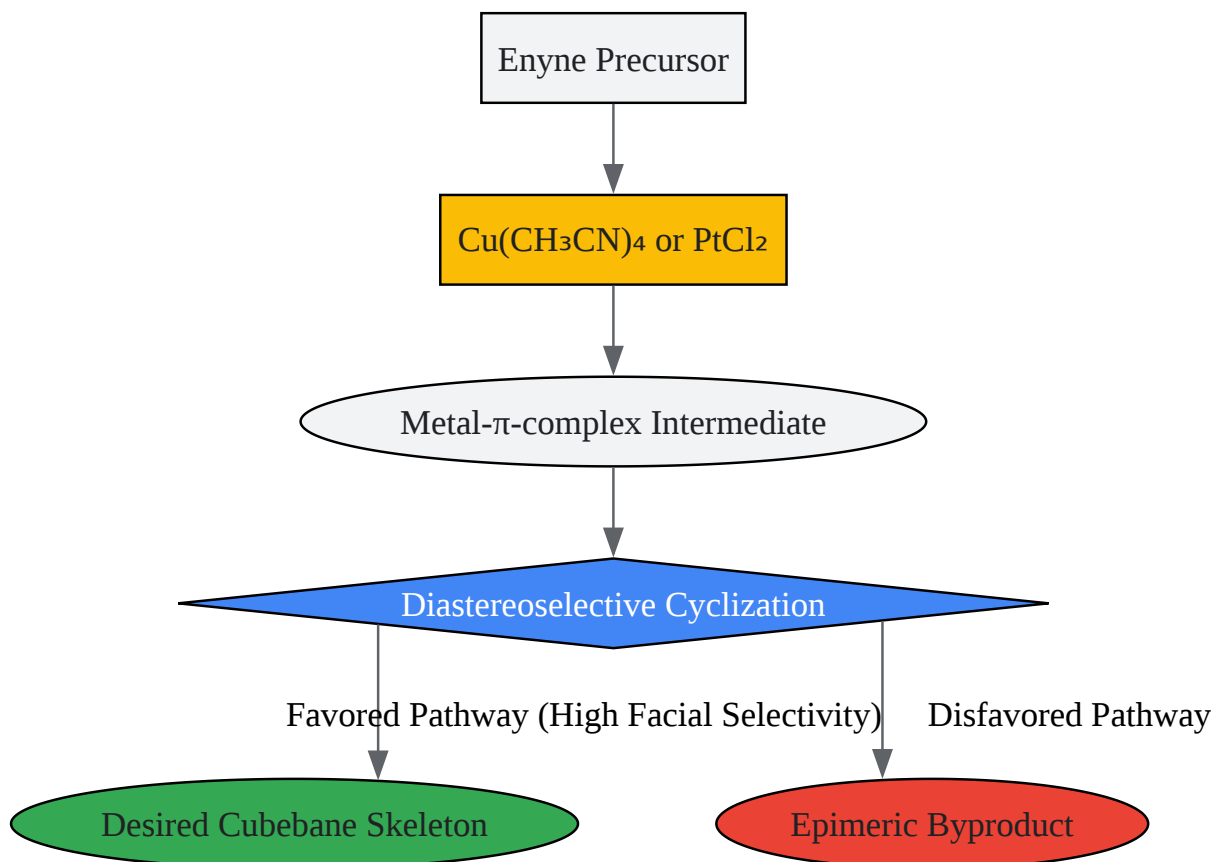 Enyne Precursor
Cu(CH₃CN)₄ or PtCl₂
Metal-π-complex Intermediate
Diastereoselective Cyclization
Favored Pathway (High Facial Selectivity)
Disfavored Pathway
Desired Cubebane Skeleton
Epimeric Byproduct